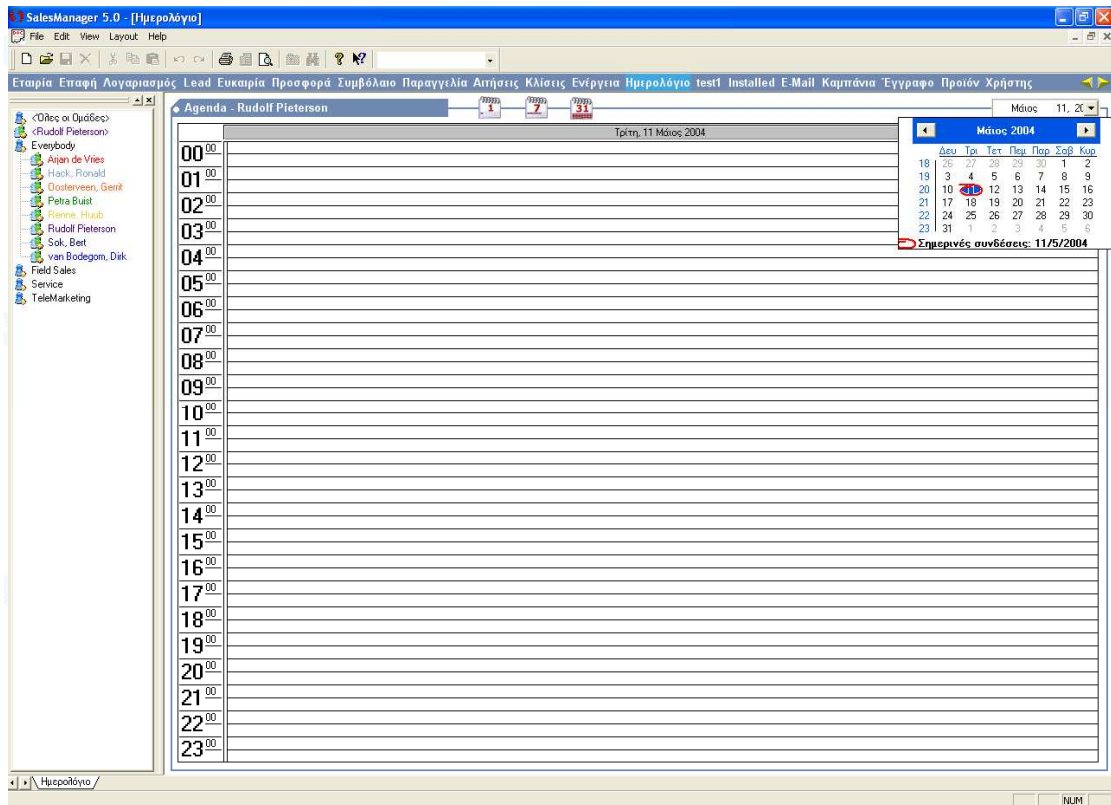 SalesManager 5.0 - [Ημερολόγιο]
File Edit View Layout Help
Εταιρία Επαφή Λογαριασμός Lead Ευκαιρία Προσφορά Συμβόλαιο Παραγγελία Αιτήσεις Κλίσεις Ενέργεια Ημερολόγιο test1 Installed E-Mail Καμπάνια Έγγραφο Προϊόν Χρήστης
<Όλες οι Ομάδες>
<Rudolf Pieterson>
Everybody
Arjan de Vries
Hack, Ronald
Oosterveen, Gerrit
Petra Buist
Renne, Huub
Rudolf Pieterson
Sok, Bert
van Bodegom, Dirk
Field Sales
Service
TeleMarketing
Agenda - Rudolf Pieterson
1 7 31
Μάιος 11, 20
Τρίτη, 11 Μάιος 2004
Μάιος 2004
Δευ Τρι Τετ Πεμ Παρ Σαβ Κυρ
18 26 27 28 29 30 1 2
19 3 4 5 6 7 8 9
20 10 11 12 13 14 15 16
21 17 18 19 20 21 22 23
22 24 25 26 27 28 29 30
23 31 1 2 3 4 5 6
Σημερινές συνδέσεις: 11/5/2004
00 00
01 00
02 00
03 00
04 00
05 00
06 00
07 00
08 00
09 00
10 00
11 00
12 00
13 00
14 00
15 00
16 00
17 00
18 00
19 00
20 00
21 00
22 00
23 00
Ημερολόγιο
NUM